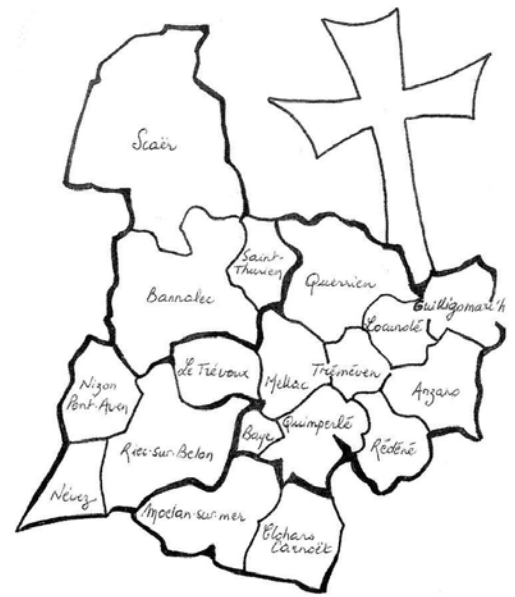 Scaër
Saint-
Thurien
Querrien
Bannalec
Guilligomarc'h
Locunolé
Le Trévoux
Mellac
Tréméven
Arzano
Nizon
Pont-Aven
Baye
Quimperlé
Rédéné
Riec-sur-Belon
Névez
Moëlan-sur-mer
Clohars
Carnoët